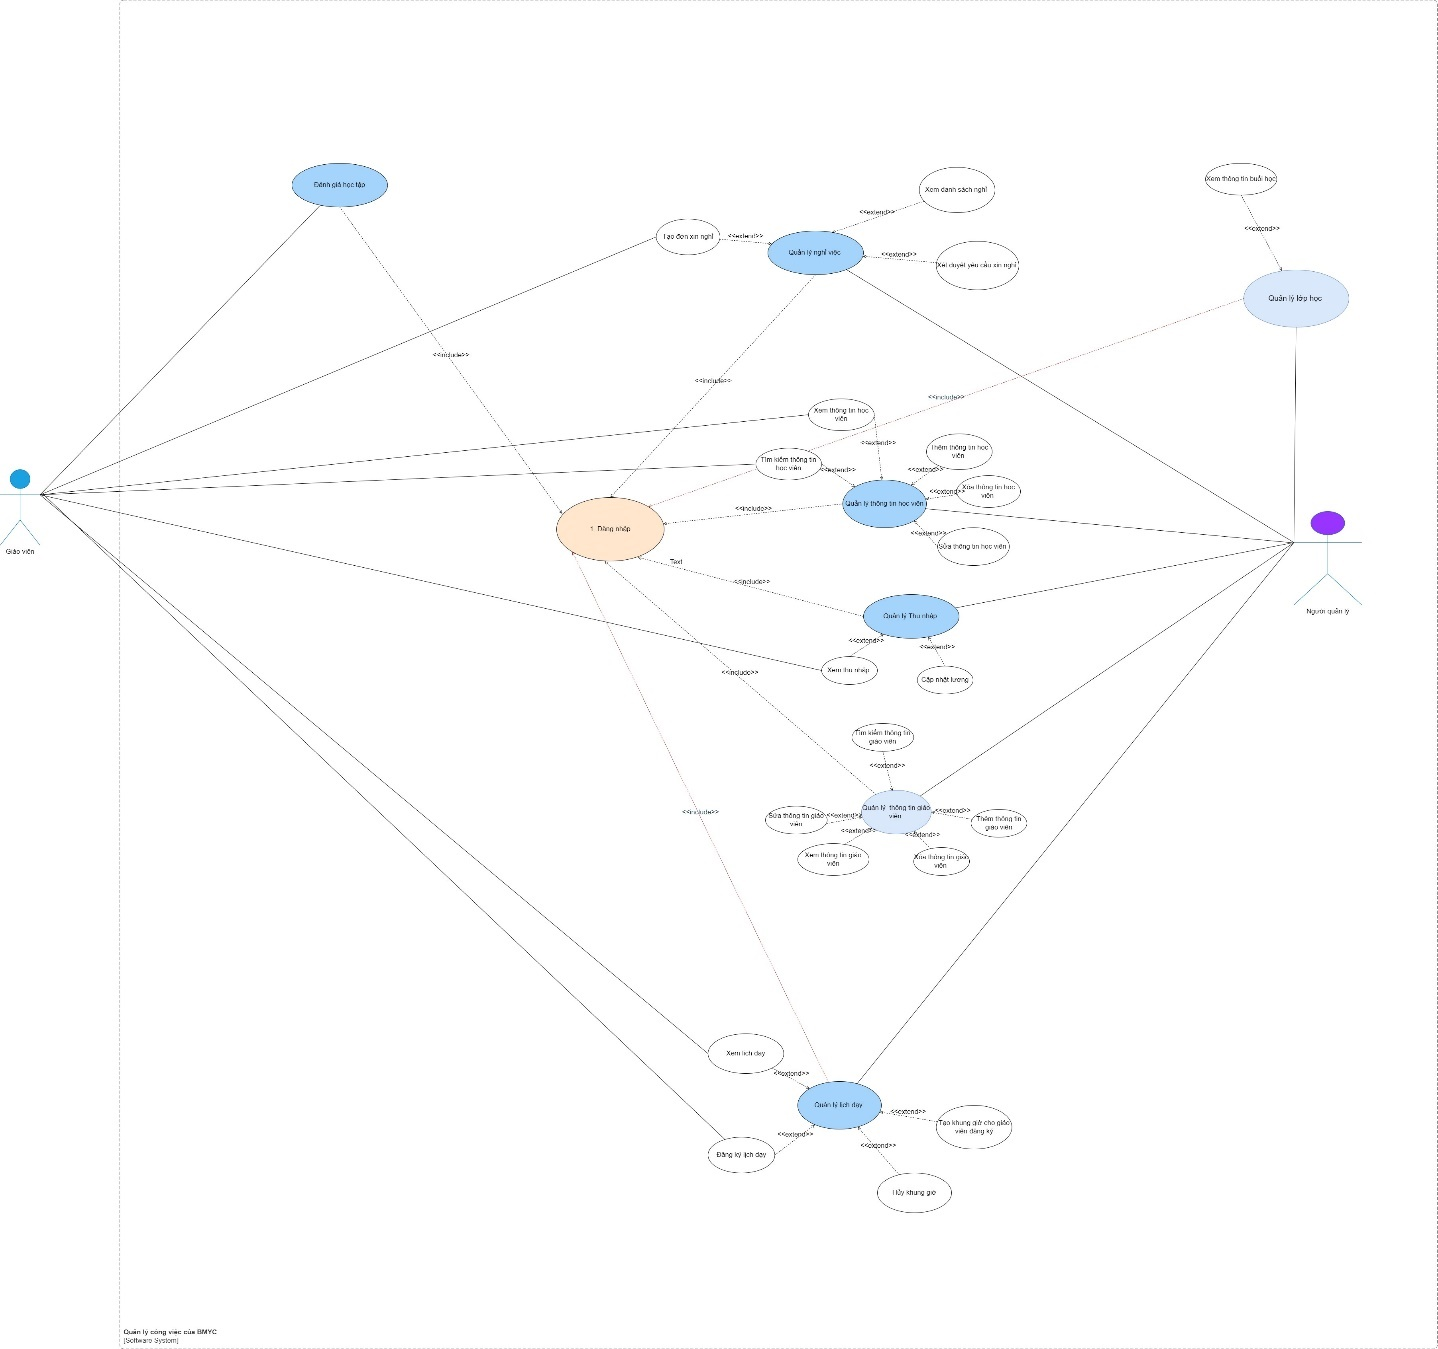 Đánh giá học tập
Xem danh sách nghỉ
Xem thông tin buổi học
<<extend>>
<<extend>>
Tạo đơn xin nghỉ
<<extend>>
Quản lý nghỉ việc
<<extend>>
Xét duyệt yêu cầu xin nghỉ
Quản lý lớp học
<<include>>
<<include>>
<<include>>
Xem thông tin học
viên
<<extend>>
Thêm thông tin học
viên
Tìm kiếm thông tin
học viên
<<extend>>
<<extend>>
<<extend>>
Xóa thông tin học
viên
Quản lý thông tin học viên
<<include>>
1. Đăng nhập
<<extend>>
Sửa thông tin học viên
Giáo viên
Text
<<include>>
Quản lý Thu nhập
Người quản lý
<<extend>>
<<extend>>
Xem thu nhập
Cập nhật lương
<<include>>
Tìm kiếm thông tin
giáo viên
<<extend>>
Quản lý thông tin giáo
viên
<<extend>>
Sửa thông tin giáo
viên
<<extend>>
Thêm thông tin
giáo viên
<<extend>>
<<extend>>
Xem thông tin giáo
viên
Xóa thông tin giáo
viên
<<include>>
Xem lịch dạy
<<extend>>
Quản lý lịch dạy
<<extend>>
Tạo khung giờ cho giáo
viên đăng ký
<<extend>>
<<extend>>
Đăng ký lịch dạy
Hủy khung giờ
Quản lý công việc của BMYC
[Software System]